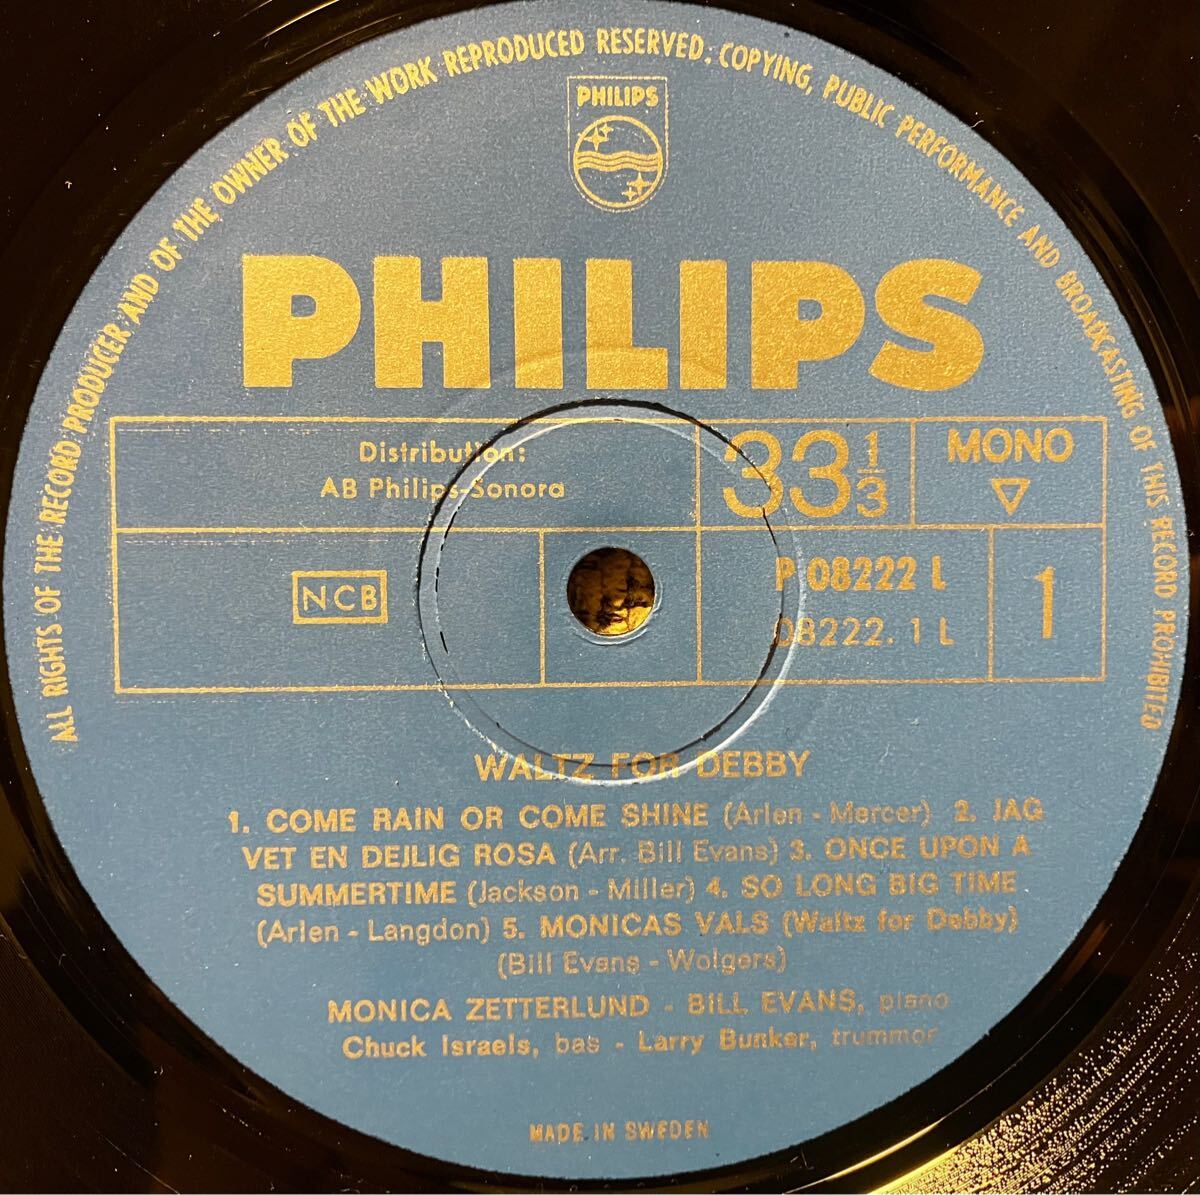 ALL RIGHTS OF THE RECORD PRODUCER AND OF THE OWNER OF THE WORK REPRODUCED RESERVED. COPYING, PUBLIC PERFORMANCE AND BROADCASTING OF THIS RECORD PROHIBITED
PHILIPS
PHILIPS
Distribution:
AB Philips-Sonora
33 1/3
MONO
▽
NCB
P 08222 L
08222.1 L
1
WALTZ FOR DEBBY
1. COME RAIN OR COME SHINE (Arlen - Mercer) 2. JAG
VET EN DEJLIG ROSA (Arr. Bill Evans) 3. ONCE UPON A
SUMMERTIME (Jackson - Miller) 4. SO LONG BIG TIME
(Arlen - Langdon) 5. MONICAS VALS (Waltz for Debby)
(Bill Evans - Wolgers)
MONICA ZETTERLUND - BILL EVANS, piano
Chuck Israels, bas - Larry Bunker, trummor
MADE IN SWEDEN